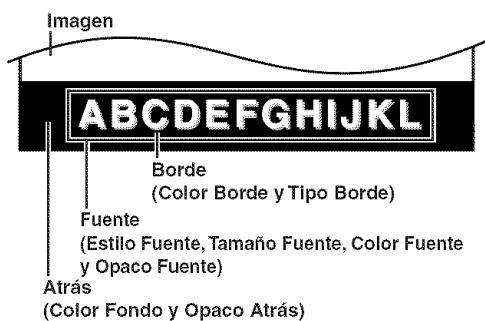 Imagen
ABCDEFGHIJKL
Borde
(Color Borde y Tipo Borde)
Fuente
(Estilo Fuente, Tamaño Fuente, Color Fuente
y Opaco Fuente)
Atrás
(Color Fondo y Opaco Atrás)